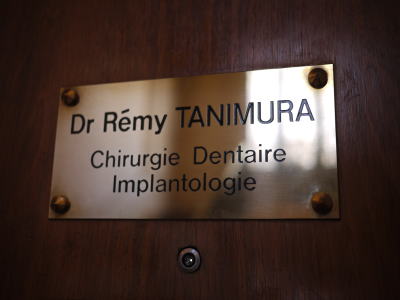 Dr Rémy TANIMURA
Chirurgie Dentaire
Implantologie